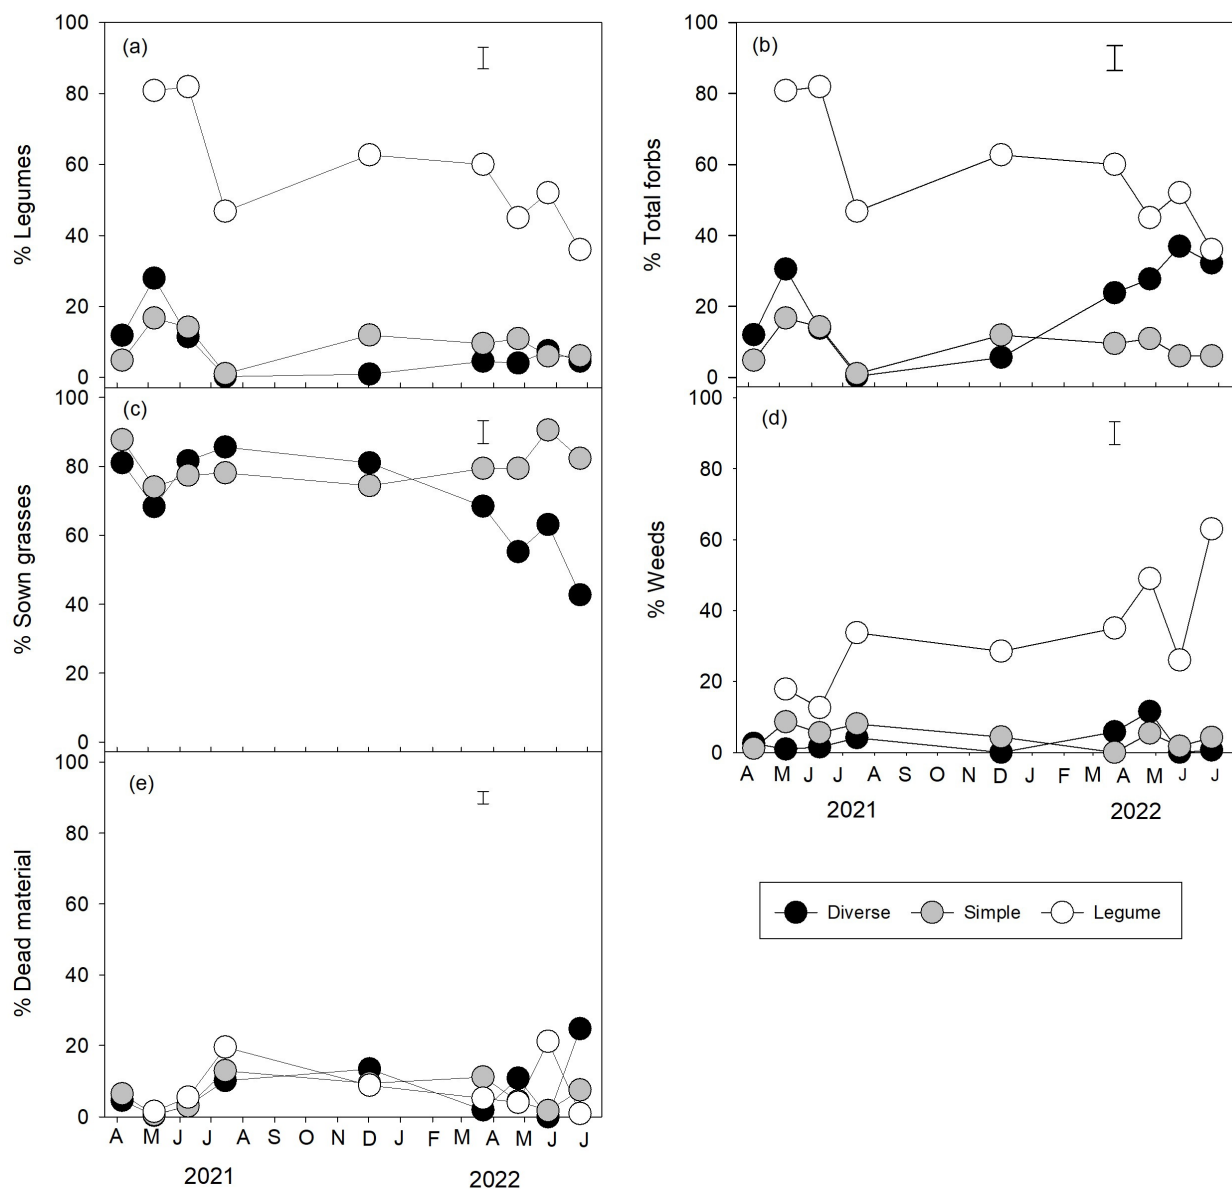 100
(a)
80
60
40
20
0
% Legumes
100
(b)
80
60
40
20
0
% Total forbs
100
(c)
80
60
40
20
0
% Sown grasses
100
(d)
80
60
40
20
0
% Weeds
A M J J A S O N D J F M A M J J
2021 2022
100
(e)
80
60
40
20
0
% Dead material
A M J J A S O N D J F M A M J J
2021 2022
Diverse Simple Legume